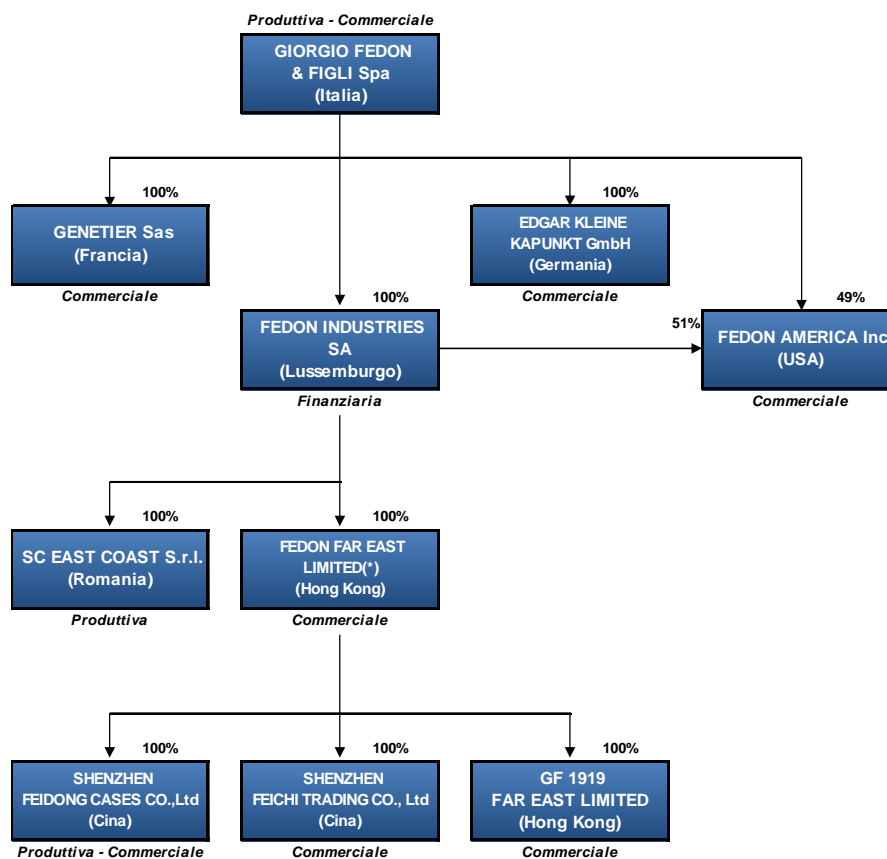 Produttiva - Commerciale
GIORGIO FEDON
& FIGLI Spa
(Italia)
100%
GENETIER Sas
(Francia)
Commerciale
100%
EDGAR KLEINE
KAPUNKT GmbH
(Germania)
Commerciale
100%
FEDON INDUSTRIES
SA
(Lussemburgo)
Finanziaria
51%
49%
FEDON AMERICA Inc
(USA)
Commerciale
100%
SC EAST COAST S.r.l.
(Romania)
Produttiva
100%
FEDON FAR EAST
LIMITED(*)
(Hong Kong)
Commerciale
100%
SHENZHEN
FEIDONG CASES CO.,Ltd
(Cina)
Produttiva - Commerciale
100%
SHENZHEN
FEICHI TRADING CO., Ltd
(Cina)
Commerciale
100%
GF 1919
FAR EAST LIMITED
(Hong Kong)
Commerciale